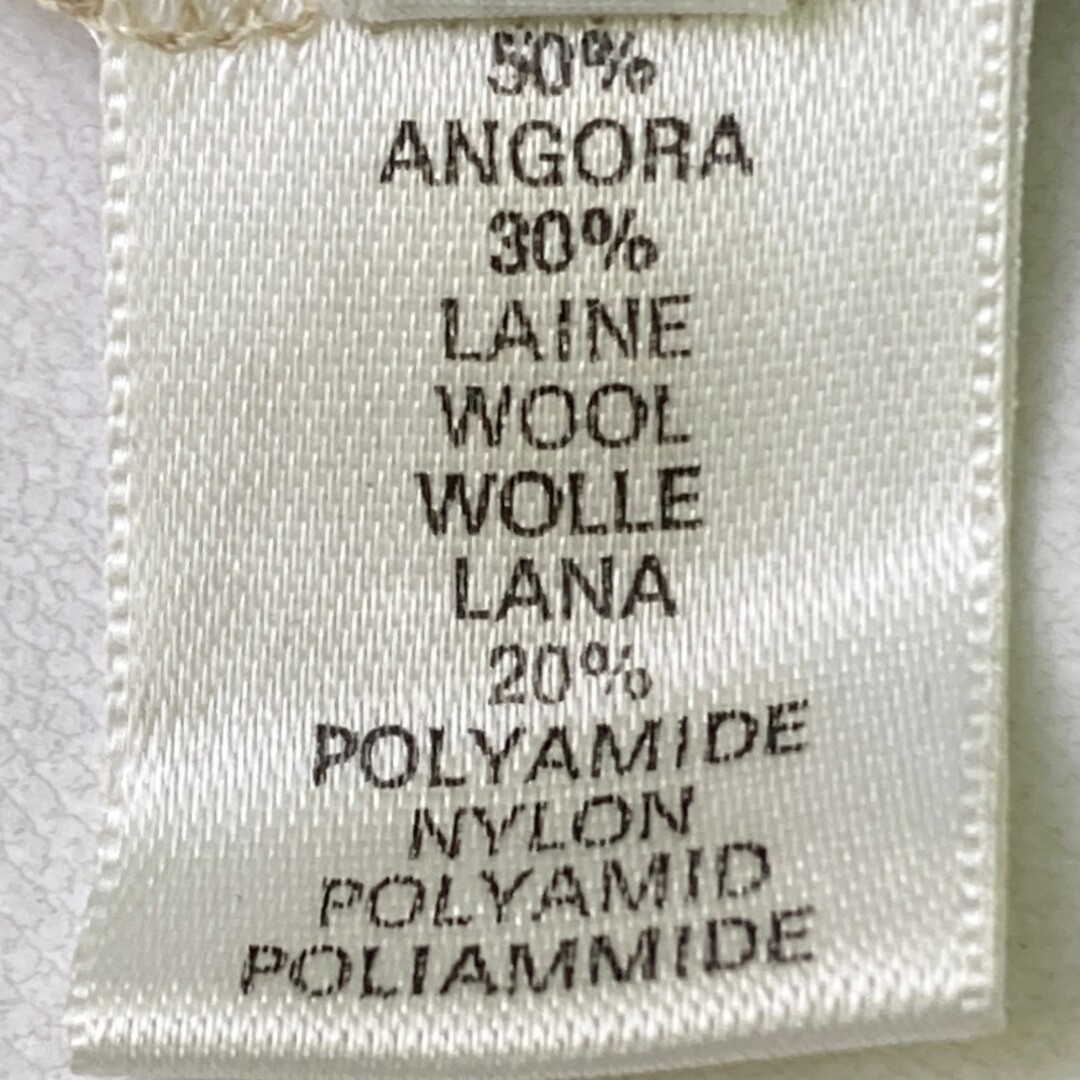 50%
ANGORA
30%
LAINE
WOOL
WOLLE
LANA
20%
POLYAMIDE
NYLON
POLYAMID
POLIAMMIDE